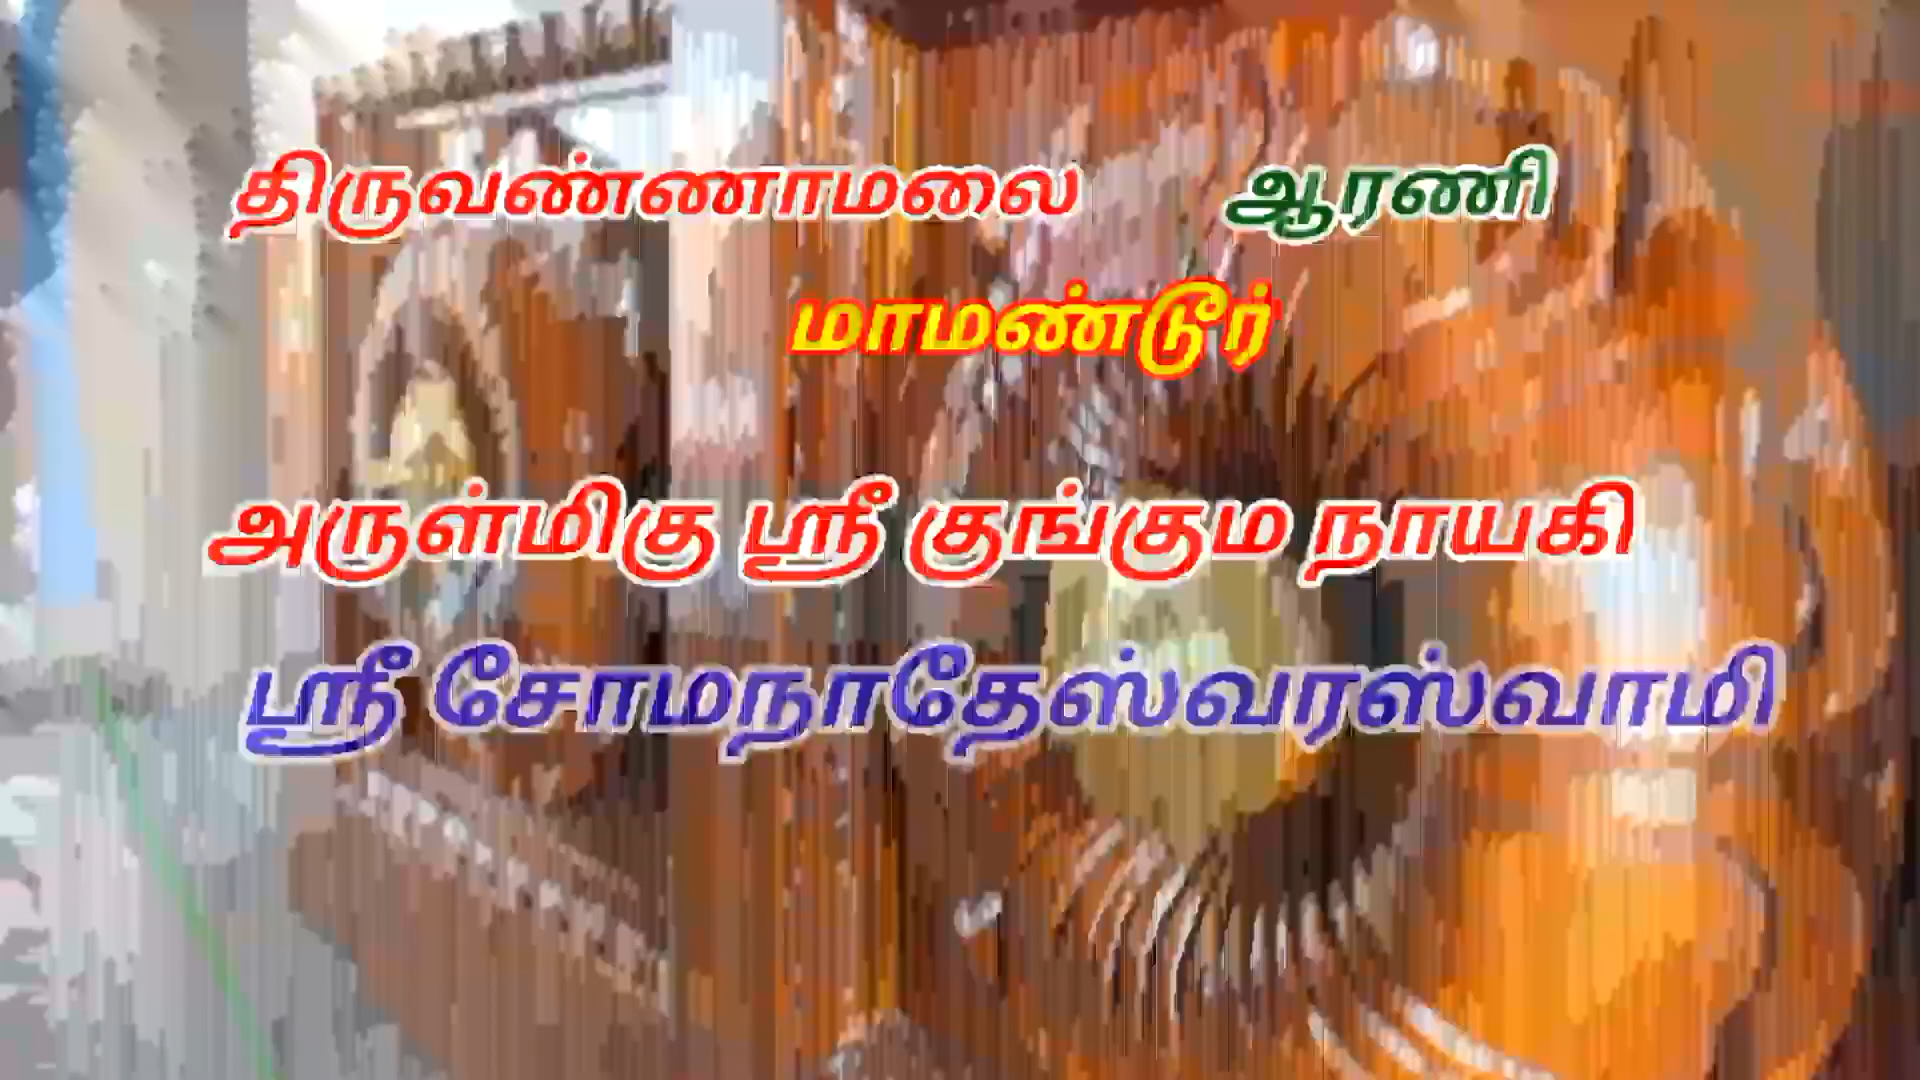 திருவண்ணாமலை ஆரணி
மாமண்டூர்
அருள்மிகு ஸ்ரீ குங்கும நாயகி
ஸ்ரீ சோமநாதேஸ்வரஸ்வாமி